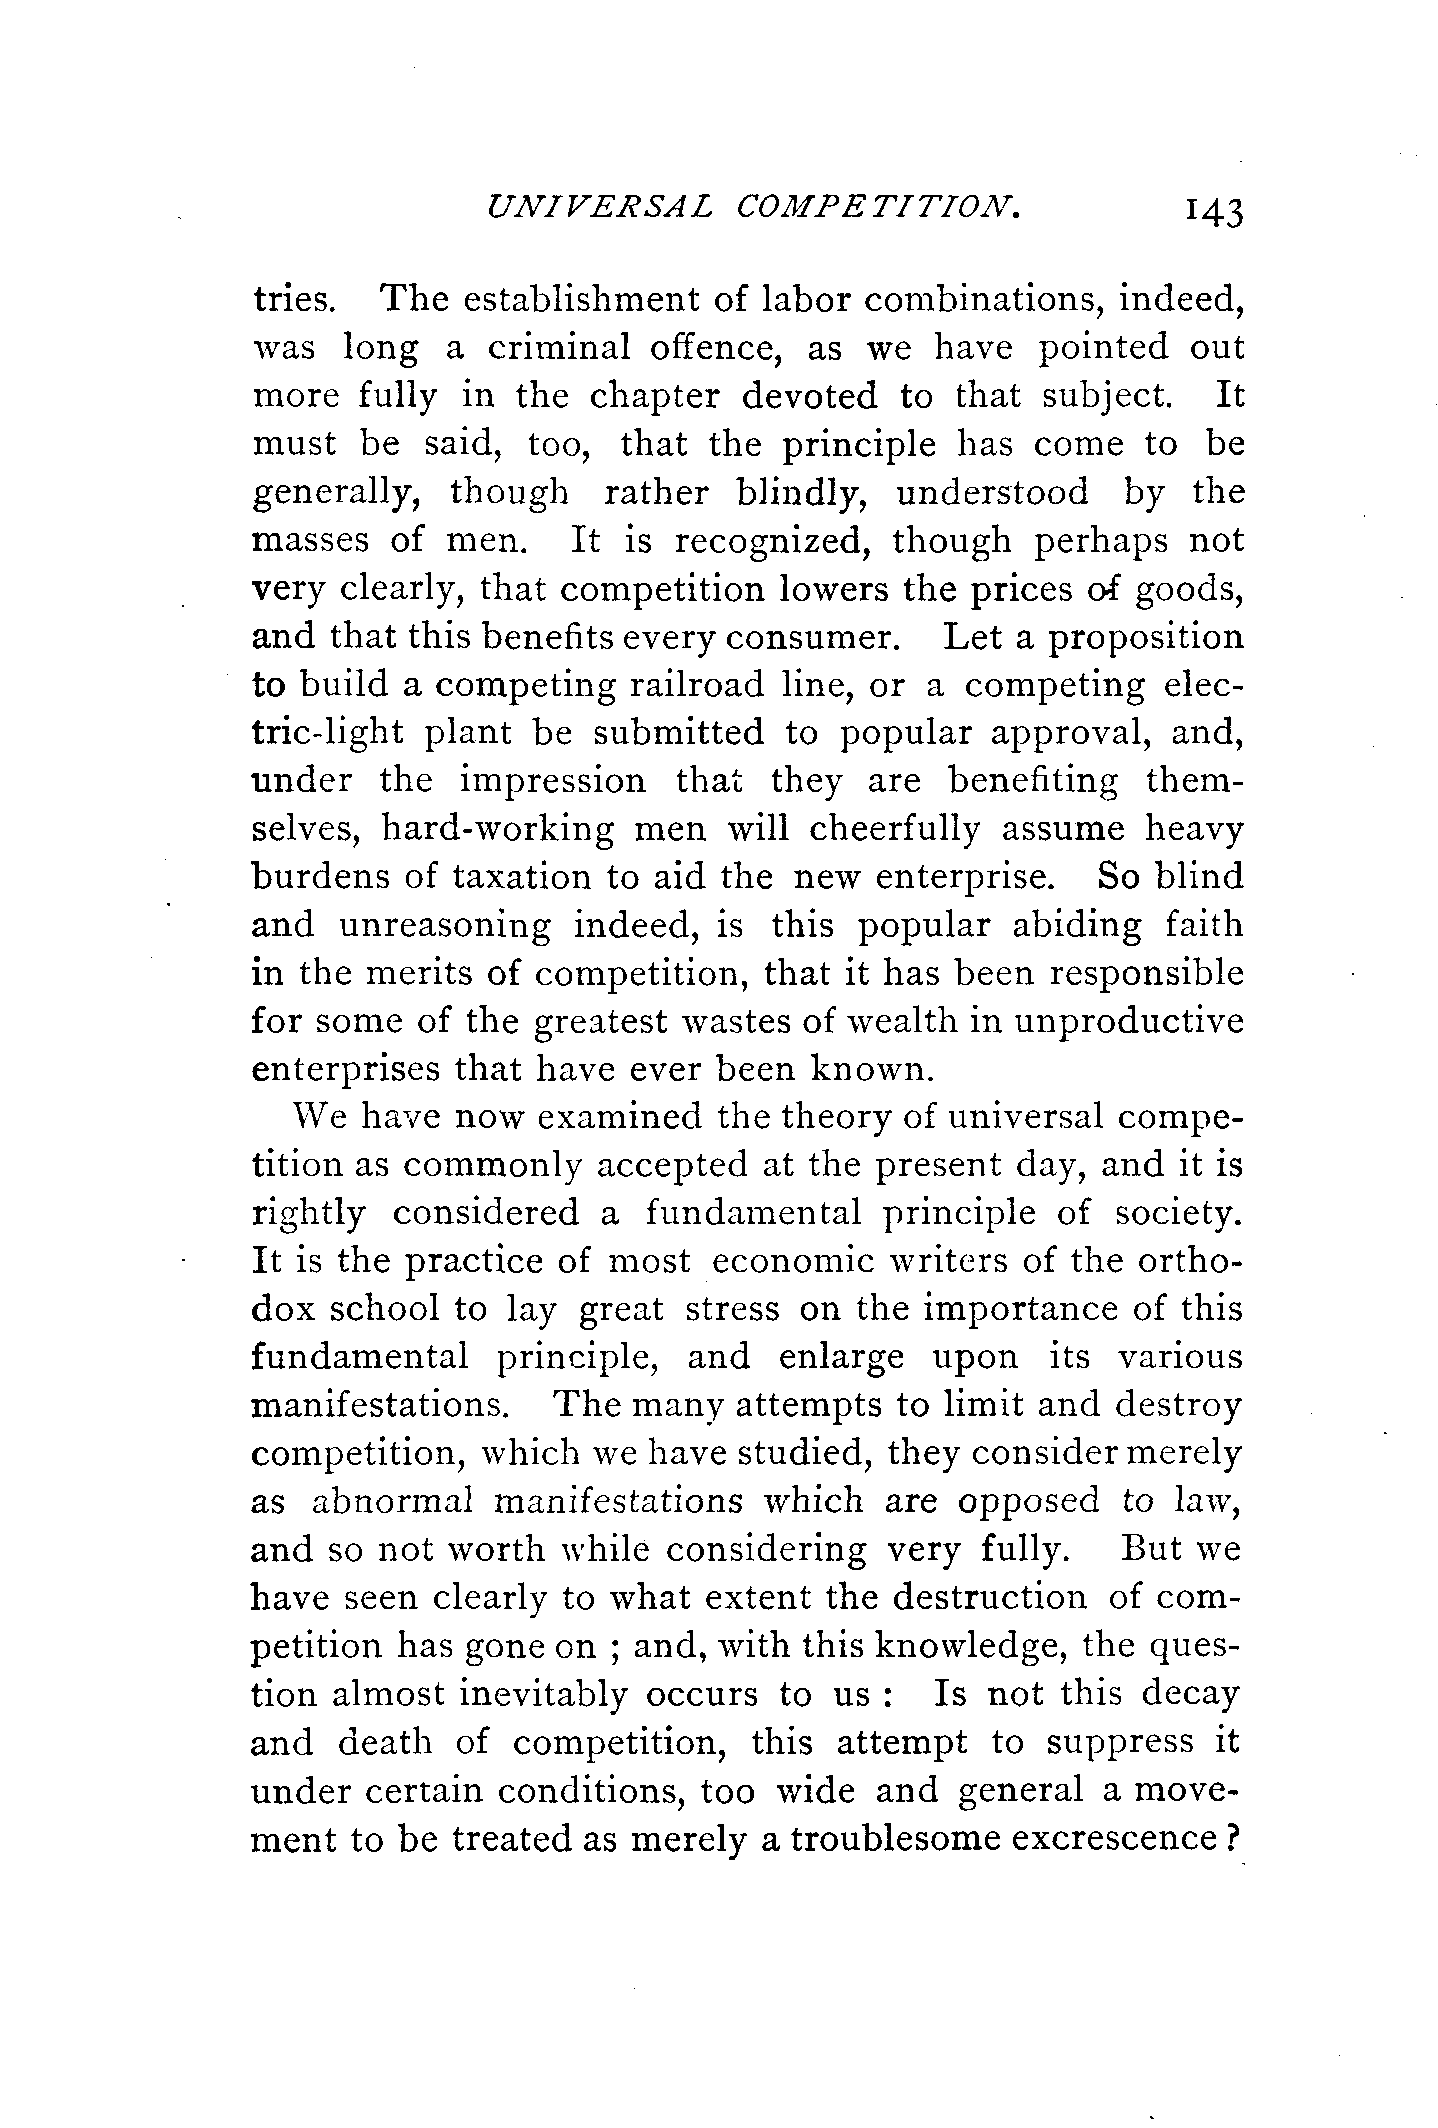 UNIVERSAL COMPETITION. 143
tries. The establishment of labor combinations, indeed,
was long a criminal offence, as we have pointed out
more fully in the chapter devoted to that subject. It
must be said, too, that the principle has come to be
generally, though rather blindly, understood by the
masses of men. It is recognized, though perhaps not
very clearly, that competition lowers the prices of goods,
and that this benefits every consumer. Let a proposition
to build a competing railroad line, or a competing elec-
tric-light plant be submitted to popular approval, and,
under the impression that they are benefiting them-
selves, hard-working men will cheerfully assume heavy
burdens of taxation to aid the new enterprise. So blind
and unreasoning indeed, is this popular abiding faith
in the merits of competition, that it has been responsible
for some of the greatest wastes of wealth in unproductive
enterprises that have ever been known.
We have now examined the theory of universal compe-
tition as commonly accepted at the present day, and it is
rightly considered a fundamental principle of society.
It is the practice of most economic writers of the ortho-
dox school to lay great stress on the importance of this
fundamental principle, and enlarge upon its various
manifestations. The many attempts to limit and destroy
competition, which we have studied, they consider merely
as abnormal manifestations which are opposed to law,
and so not worth while considering very fully. But we
have seen clearly to what extent the destruction of com-
petition has gone on ; and, with this knowledge, the ques-
tion almost inevitably occurs to us : Is not this decay
and death of competition, this attempt to suppress it
under certain conditions, too wide and general a move-
ment to be treated as merely a troublesome excrescence ?